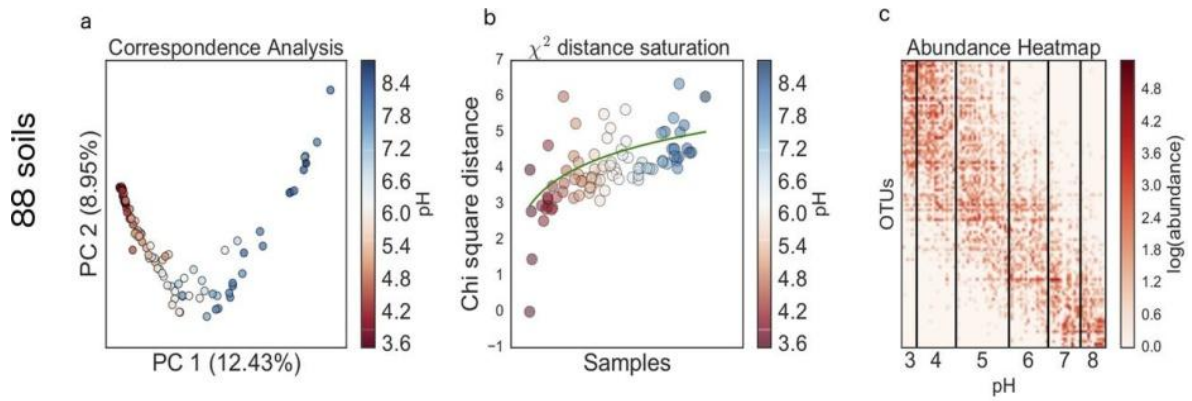 88 soils
a
Correspondence Analysis
PC 2 (8.95%)
PC 1 (12.43%)
8.4
7.8
7.2
6.6
6.0
5.4
4.8
4.2
3.6
pH
b
χ² distance saturation
Chi square distance
7
6
5
4
3
2
1
0
−1
Samples
8.4
7.8
7.2
6.6
6.0
5.4
4.8
4.2
3.6
pH
c
Abundance Heatmap
OTUs
3 4 5 6 7 8
pH
4.8
4.2
3.6
3.0
2.4
1.8
1.2
0.6
0.0
log(abundance)